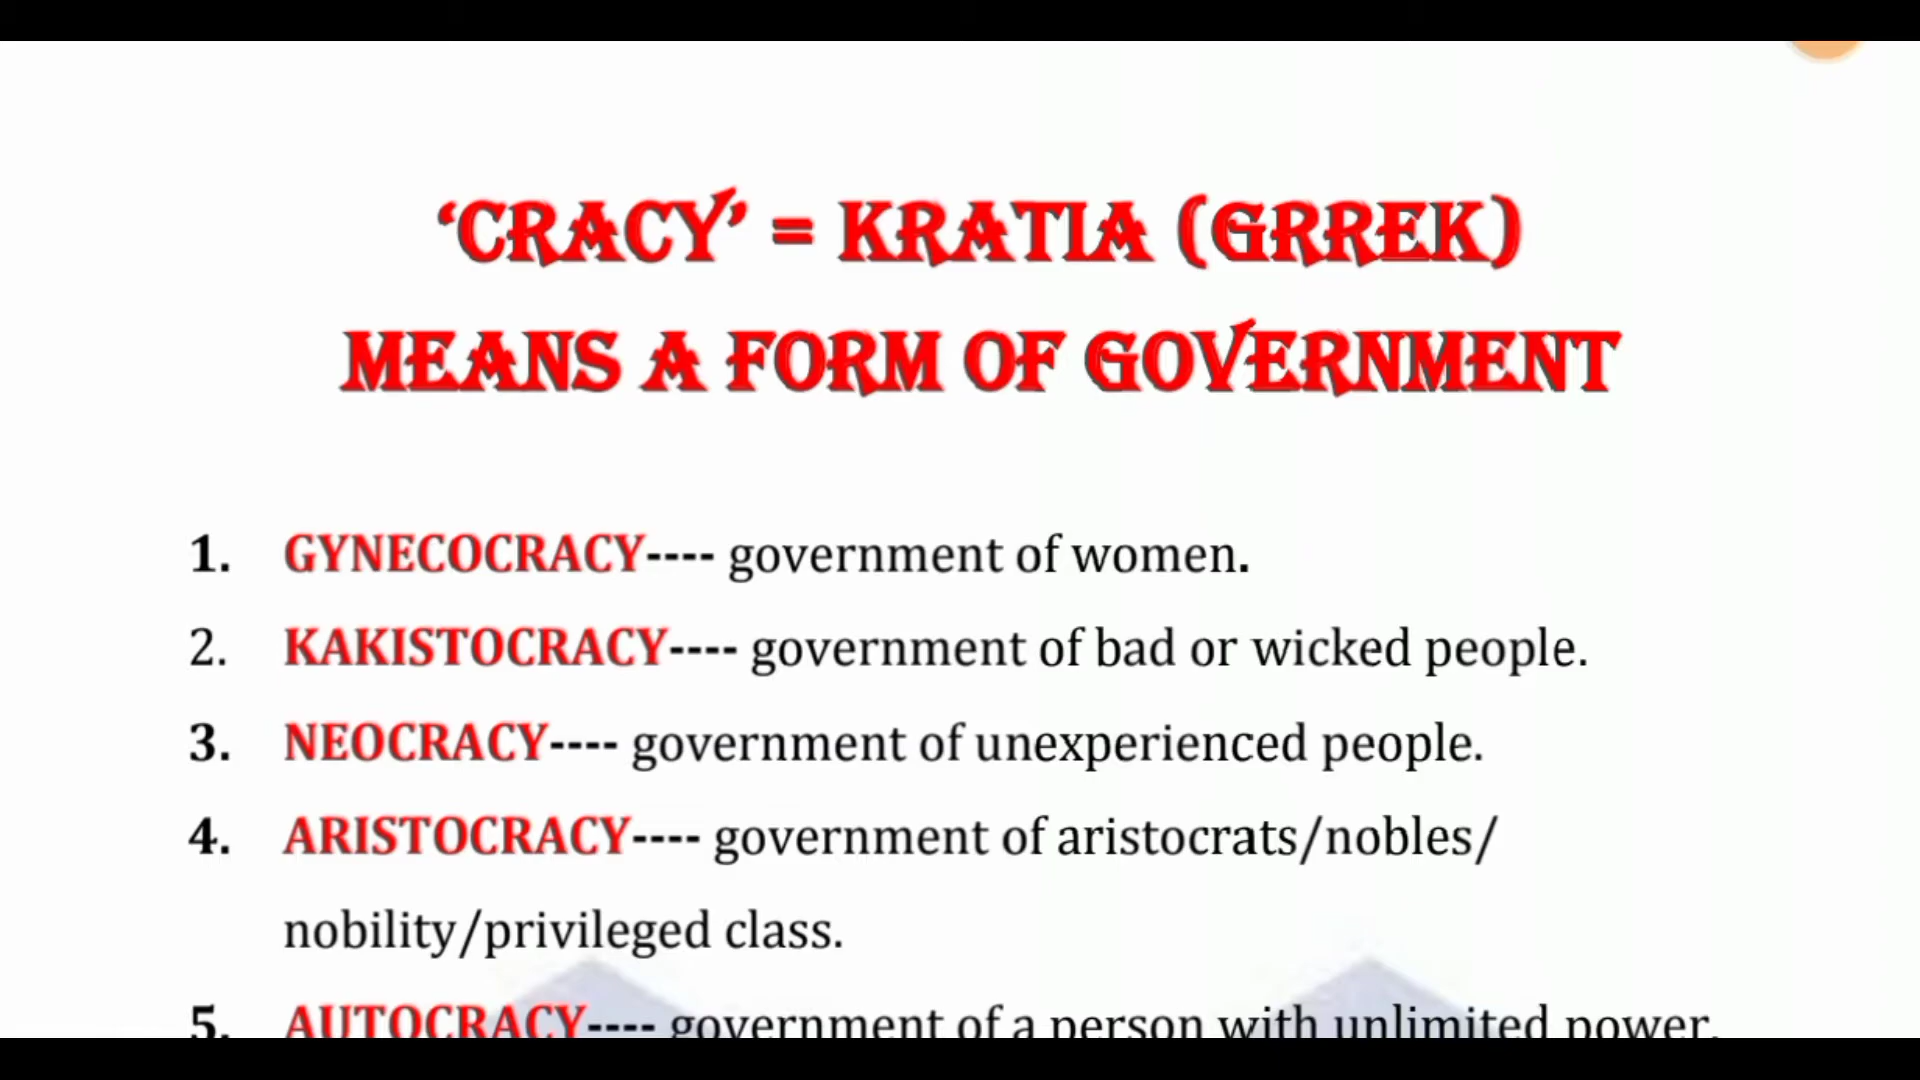 ‘CRACY’ = KRATIA (GRREK)
MEANS A FORM OF GOVERNMENT
1. GYNECOCRACY---- government of women.
2. KAKISTOCRACY---- government of bad or wicked people.
3. NEOCRACY---- government of unexperienced people.
4. ARISTOCRACY---- government of aristocrats/nobles/
nobility/privileged class.
5. AUTOCRACY---- government of a person with unlimited power.